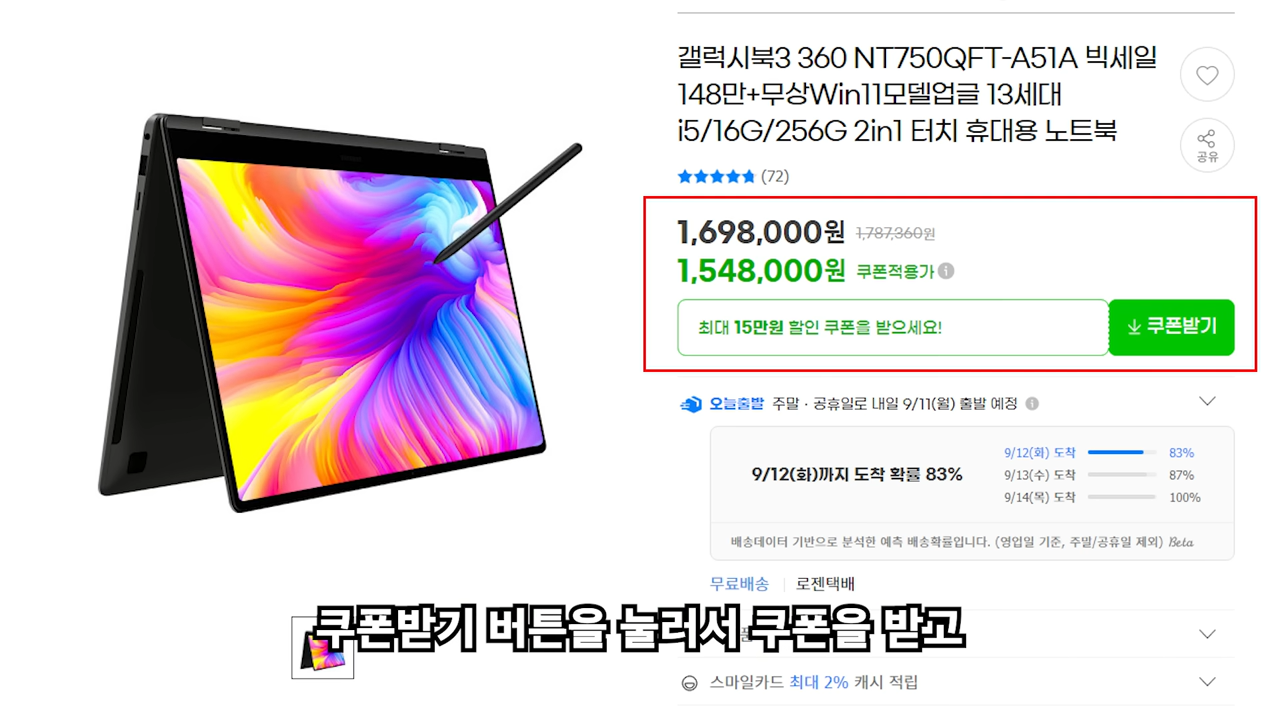 갤럭시북3 360 NT750QFT-A51A 빅세일
148만+무상Win11모델업글 13세대
i5/16G/256G 2in1 터치 휴대용 노트북
공유
(72)
1,698,000원 1,787,360원
1,548,000원 쿠폰적용가
최대 15만원 할인 쿠폰을 받으세요!
쿠폰받기
오늘출발 주말 · 공휴일로 내일 9/11(월) 출발 예정
9/12(화)까지 도착 확률 83%
9/12(화) 도착 83%
9/13(수) 도착 87%
9/14(목) 도착 100%
배송데이터 기반으로 분석한 예측 배송확률입니다. (영업일 기준, 주말/공휴일 제외) Beta
무료배송 로젠택배
쿠폰받기 버튼을 눌러서 쿠폰을 받고
스마일카드 최대 2% 캐시 적립